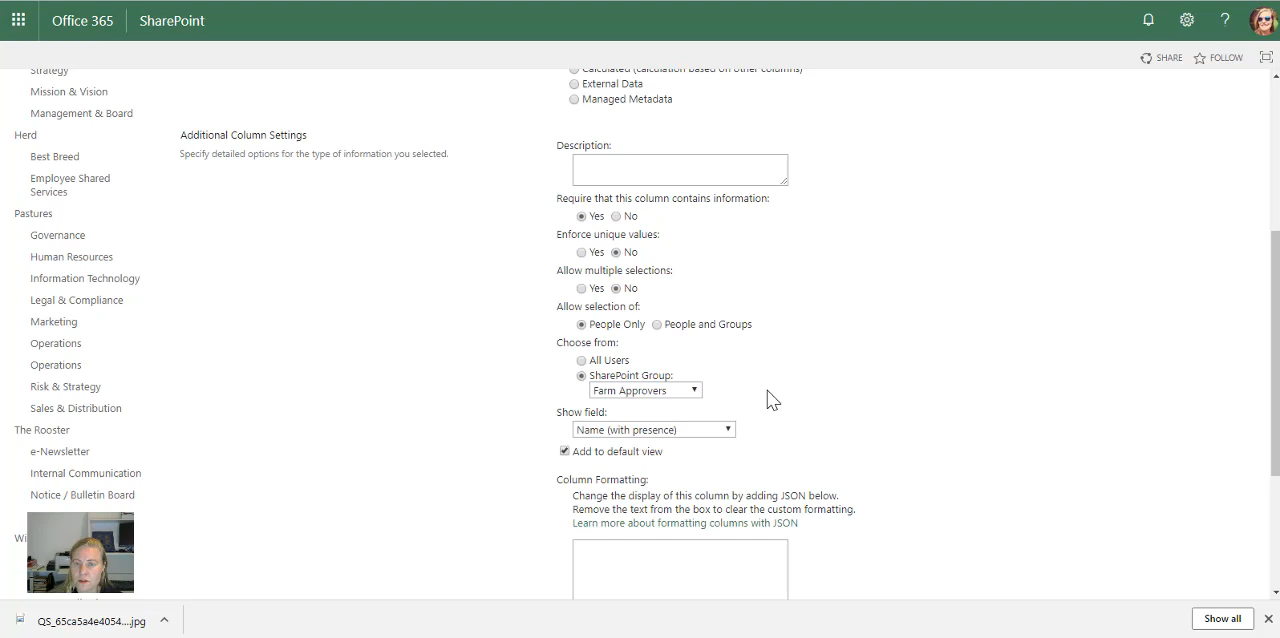 Office 365
SharePoint
?
SHARE
FOLLOW
Strategy
Mission & Vision
Management & Board
Herd
Best Breed
Employee Shared
Services
Pastures
Governance
Human Resources
Information Technology
Legal & Compliance
Marketing
Operations
Operations
Risk & Strategy
Sales & Distribution
The Rooster
e-Newsletter
Internal Communication
Notice / Bulletin Board
Additional Column Settings
Specify detailed options for the type of information you selected.
Calculated (calculation based on other columns)
External Data
Managed Metadata
Description:
Require that this column contains information:
Yes No
Enforce unique values:
Yes No
Allow multiple selections:
Yes No
Allow selection of:
People Only People and Groups
Choose from:
All Users
SharePoint Group:
Farm Approvers
Show field:
Name (with presence)
Add to default view
Column Formatting:
Change the display of this column by adding JSON below.
Remove the text from the box to clear the custom formatting.
Learn more about formatting columns with JSON
QS_65ca5a4e4054....jpg
Show all